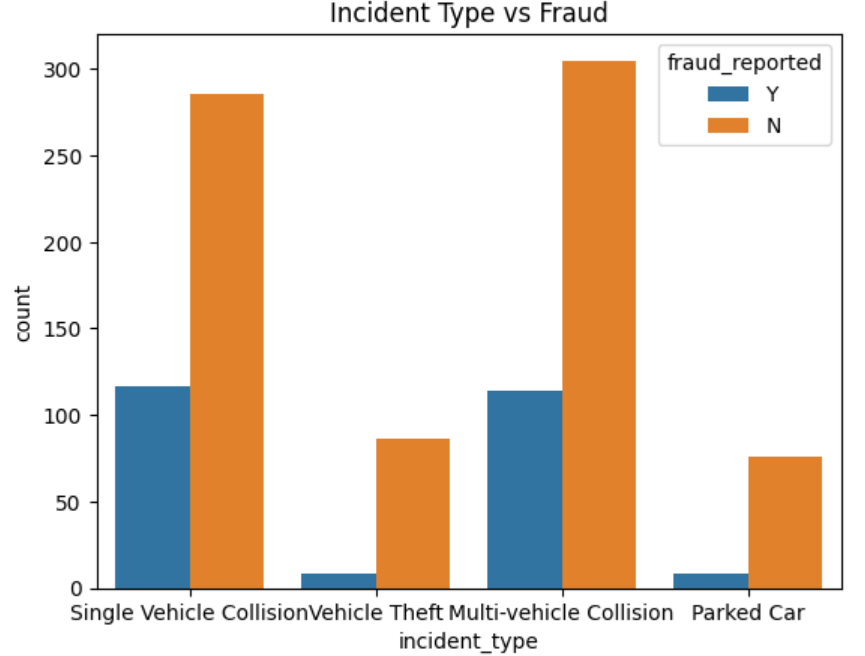 Incident Type vs Fraud
fraud_reported
Y
N
300
250
200
150
100
50
0
count
Single Vehicle Collision Vehicle Theft Multi-vehicle Collision Parked Car
incident_type